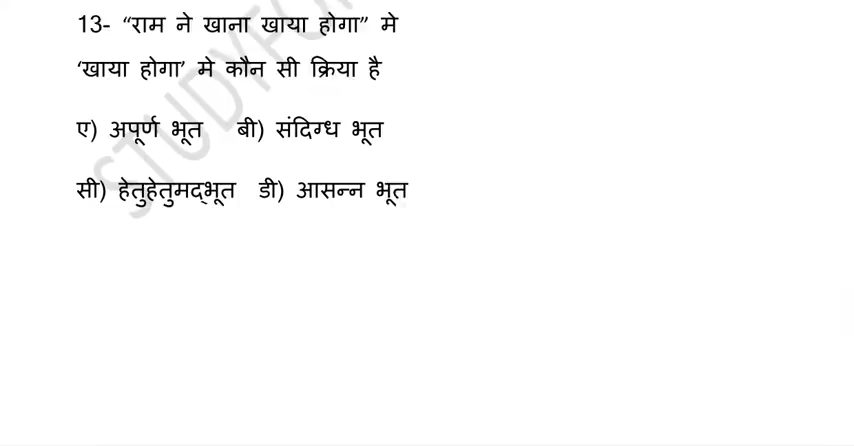 13- “राम ने खाना खाया होगा” मे
‘खाया होगा’ मे कौन सी क्रिया है
ए) अपूर्ण भूत बी) संदिग्ध भूत
सी) हेतुहेतुमद्‌भूत डी) आसन्न भूत